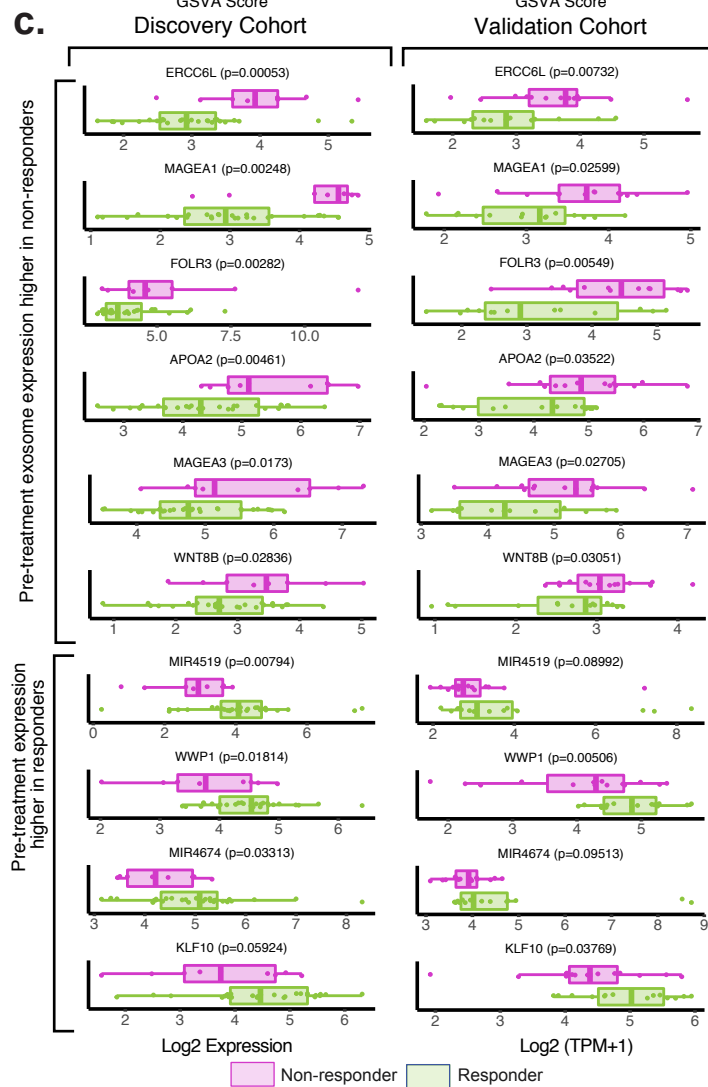 GSVA Score GSVA Score
c. Discovery Cohort Validation Cohort
Pre-treatment exosome expression higher in non-responders
ERCC6L (p=0.00053) ERCC6L (p=0.00732)
2 3 4 5 2 3 4 5
MAGEA1 (p=0.00248) MAGEA1 (p=0.02599)
1 2 3 4 5 2 3 4 5
FOLR3 (p=0.00282) FOLR3 (p=0.00549)
5.0 7.5 10.0 2 3 4 5
APOA2 (p=0.00461) APOA2 (p=0.03522)
3 4 5 6 7 2 3 4 5 6 7
MAGEA3 (p=0.0173) MAGEA3 (p=0.02705)
4 5 6 7 3 4 5 6 7
WNT8B (p=0.02836) WNT8B (p=0.03051)
1 2 3 4 5 1 2 3 4
Pre-treatment expression
higher in responders
MIR4519 (p=0.00794) MIR4519 (p=0.08992)
0 2 4 6 2 4 6 8
WWP1 (p=0.01814) WWP1 (p=0.00506)
2 3 4 5 6 2 3 4 5
MIR4674 (p=0.03313) MIR4674 (p=0.09513)
3 4 5 6 7 8 3 4 5 6 7 8 9
KLF10 (p=0.05924) KLF10 (p=0.03769)
2 3 4 5 6 2 3 4 5 6
Log2 Expression Log2 (TPM+1)
Non-responder Responder